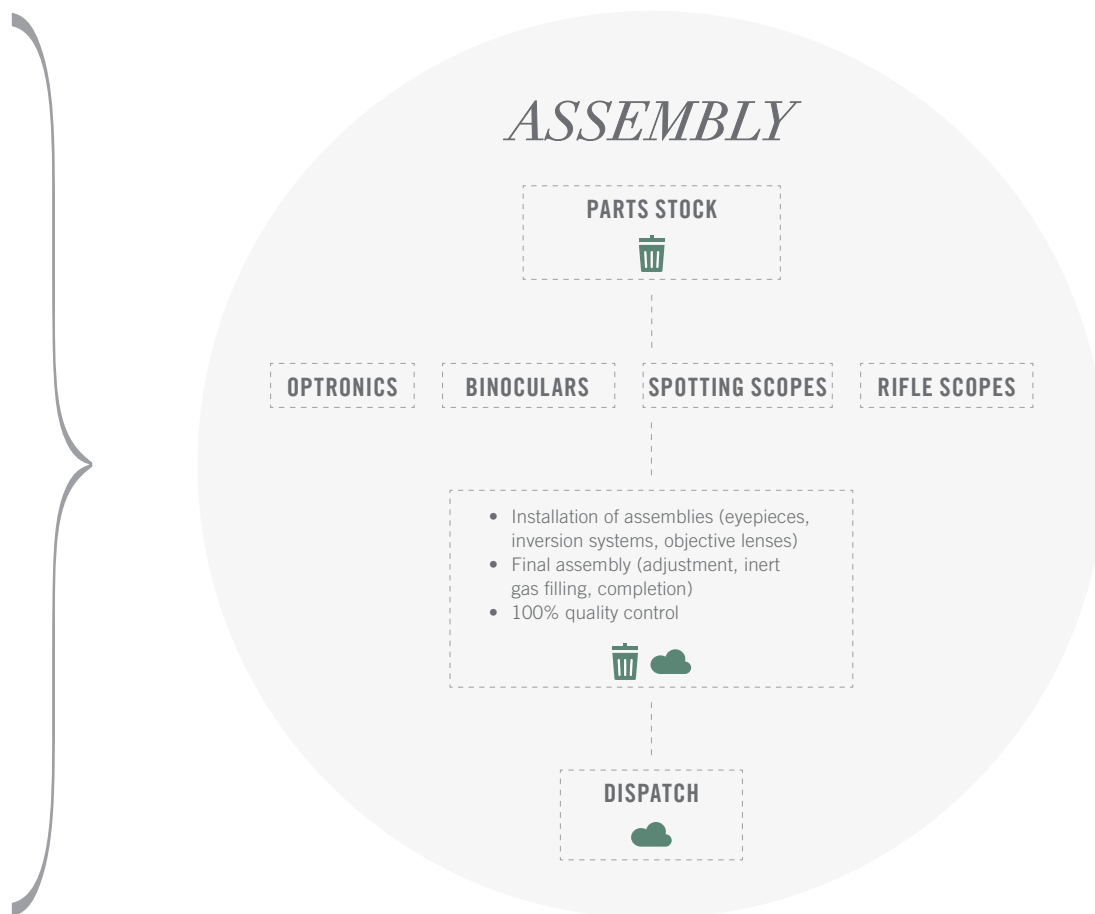 ASSEMBLY
PARTS STOCK
OPTRONICS
BINOCULARS
SPOTTING SCOPES
RIFLE SCOPES
• Installation of assemblies (eyepieces,
inversion systems, objective lenses)
• Final assembly (adjustment, inert
gas filling, completion)
• 100% quality control
DISPATCH